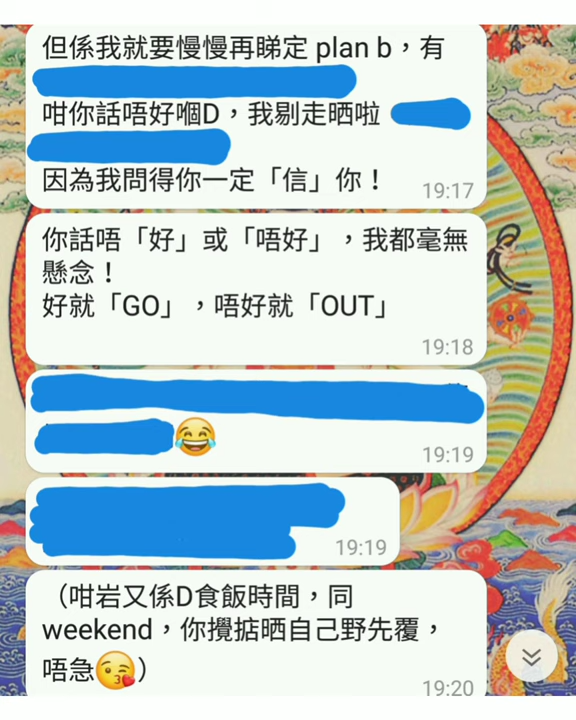 但係我就要慢慢再睇定 plan b，有
咁你話唔好嗰D，我剔走晒啦
因為我問得你一定「信」你！
19:17
你話唔「好」或「唔好」，我都毫無
懸念！
好就「GO」，唔好就「OUT」
19:18
😂
19:19
19:19
（咁岩又係D食飯時間，同
weekend，你攪掂晒自己野先覆，
唔急😘）
19:20